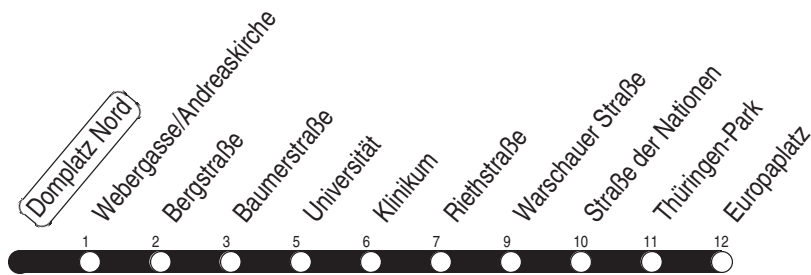 Domplatz Nord
Webergasse/Andreaskirche
Bergstraße
Baumerstraße
Universität
Klinikum
Riethstraße
Warschauer Straße
Straße der Nationen
Thüringen-Park
Europaplatz
1 2 3 5 6 7 9 10 11 12